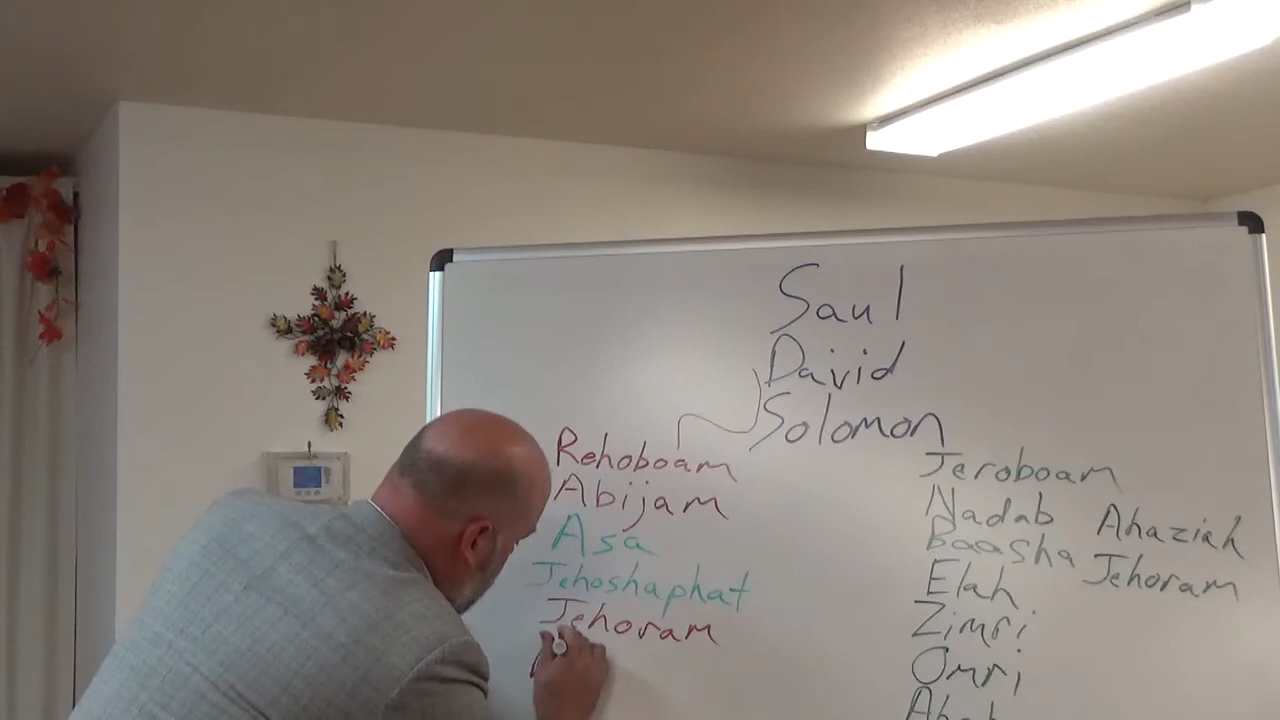 Saul
David
Solomon
Rehoboam
Abijam
Asa
Jehoshaphat
Jehoram
Jeroboam
Nadab
Baasha
Elah
Zimri
Omri
Ahab
Ahaziah
Jehoram